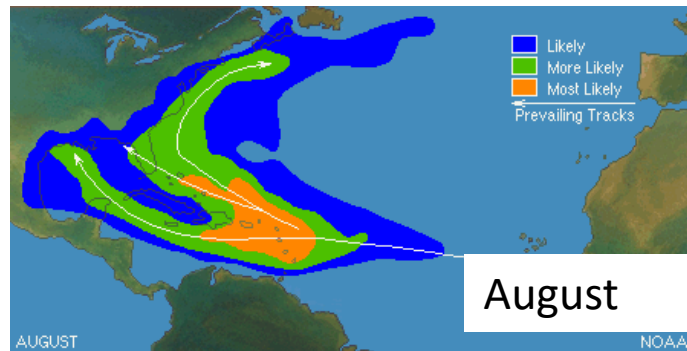 Likely
More Likely
Most Likely
Prevailing Tracks
August
AUGUST
NOAA